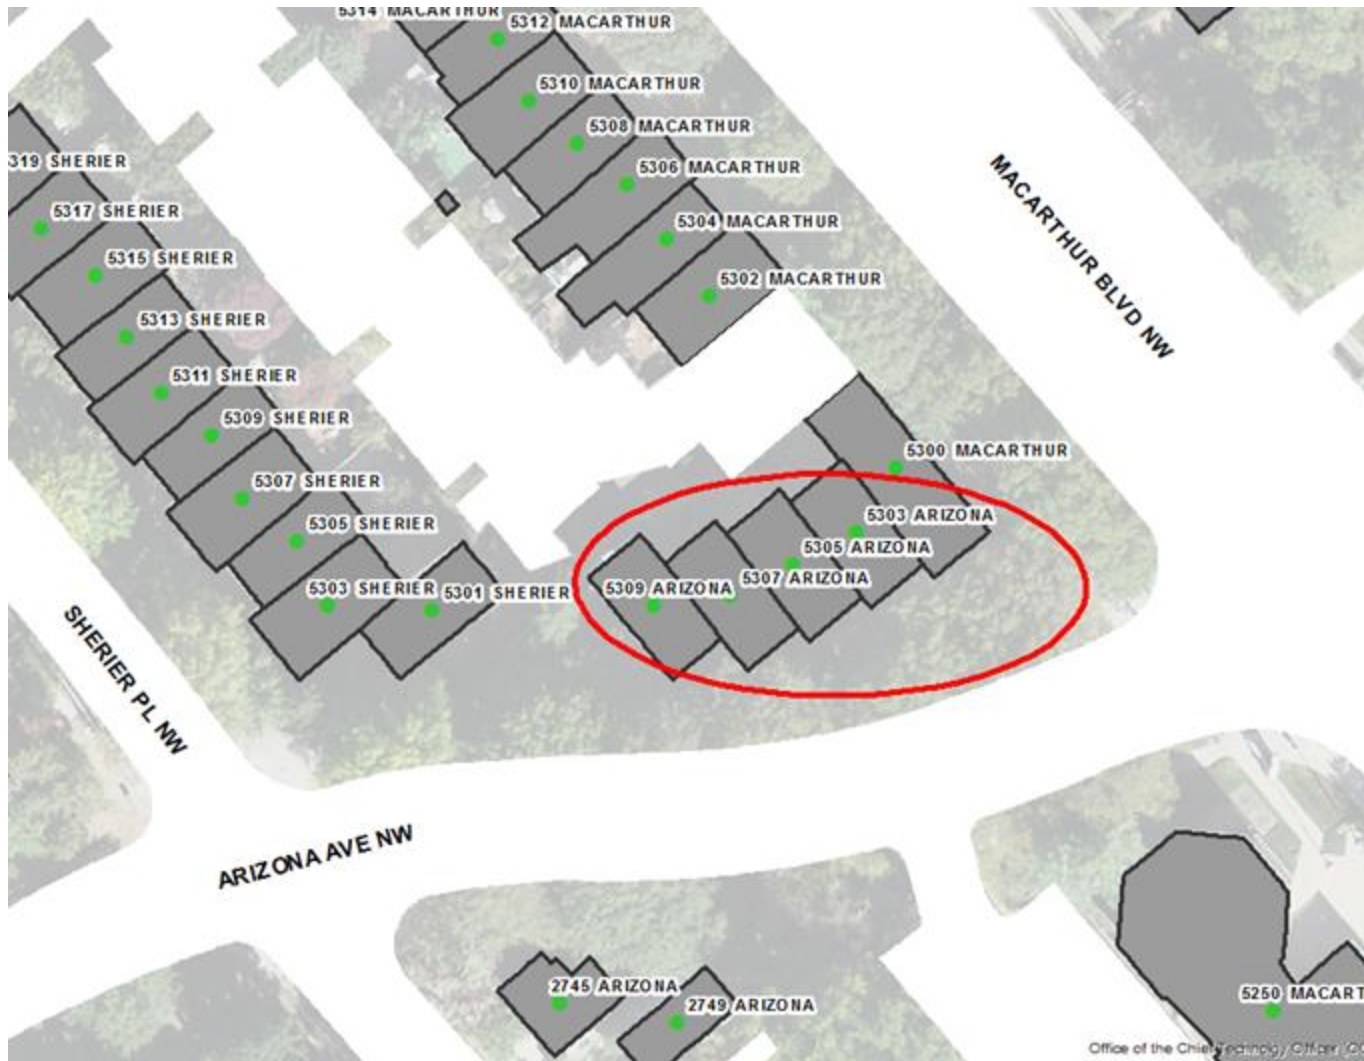 5314 MACARTHUR
5312 MACARTHUR
5310 MACARTHUR
5308 MACARTHUR
5306 MACARTHUR
5304 MACARTHUR
5302 MACARTHUR
MACARTHUR BLVD NW
5319 SHERIER
5317 SHERIER
5315 SHERIER
5313 SHERIER
5311 SHERIER
5309 SHERIER
5307 SHERIER
5305 SHERIER
5303 SHERIER
5301 SHERIER
5300 MACARTHUR
5303 ARIZONA
5305 ARIZONA
5307 ARIZONA
5309 ARIZONA
SHERIER PL NW
ARIZONA AVE NW
2745 ARIZONA
2749 ARIZONA
5250 MACART
Office of the Chief Technology Officer